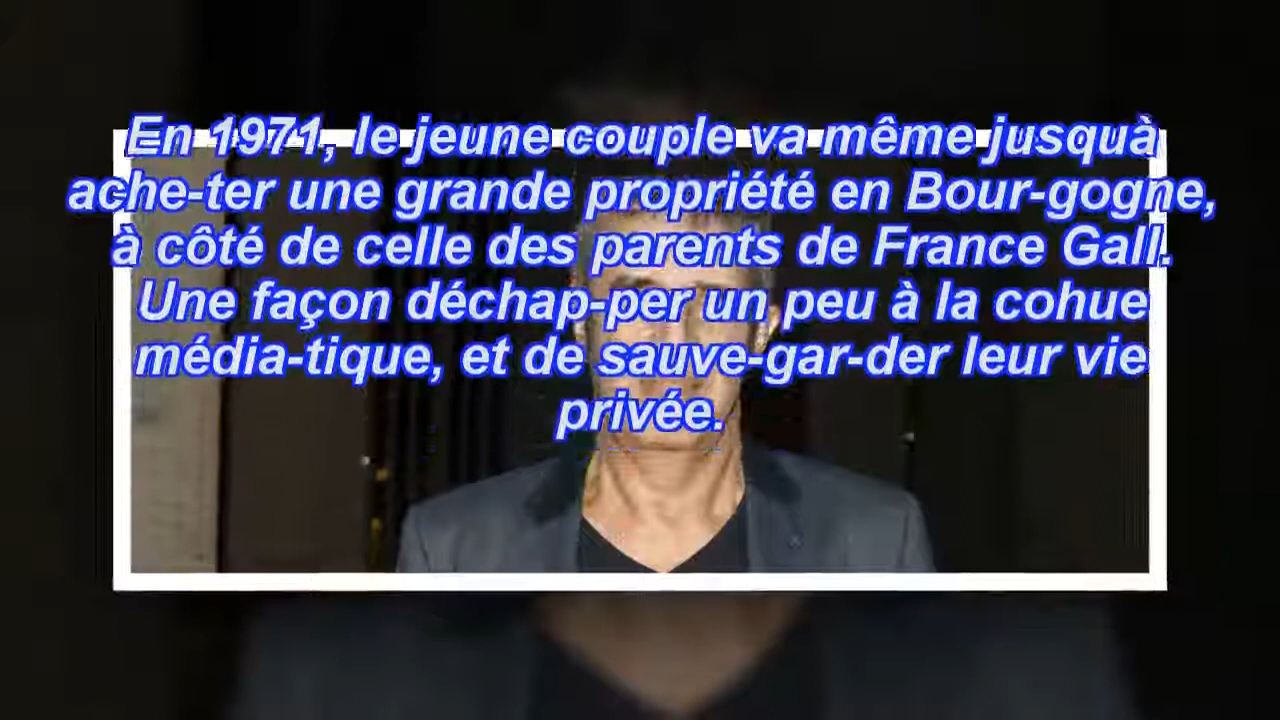 En 1971, le jeune couple va même jusquà
ache-ter une grande propriété en Bour-gogne,
à côté de celle des parents de France Gall.
Une façon déchap-per un peu à la cohue
média-tique, et de sauve-gar-der leur vie
privée.